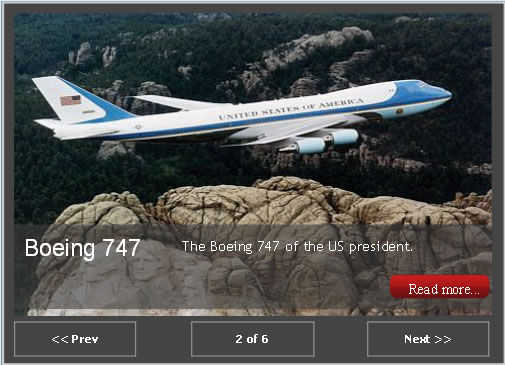 UNITED STATES OF AMERICA
Boeing 747
The Boeing 747 of the US president.
Read more...
<< Prev
2 of 6
Next >>